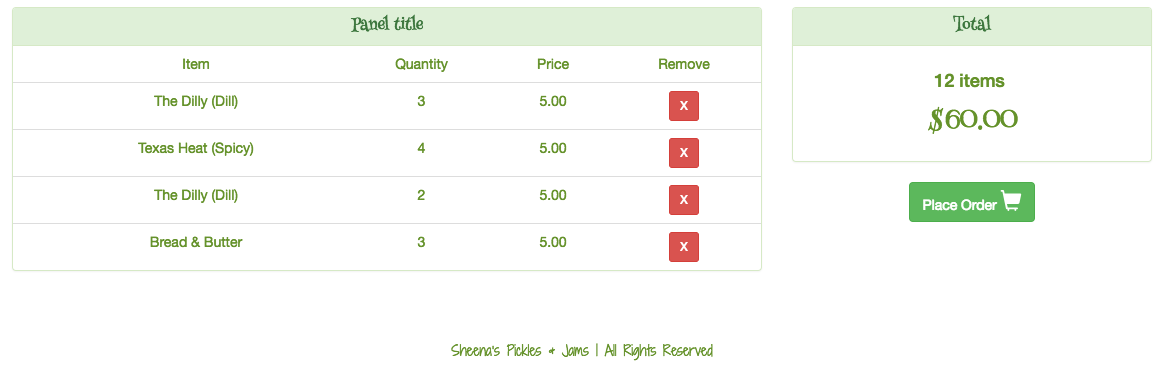 Panel title
Item Quantity Price Remove
The Dilly (Dill) 3 5.00 X
Texas Heat (Spicy) 4 5.00 X
The Dilly (Dill) 2 5.00 X
Bread & Butter 3 5.00 X
Total
12 items
$60.00
Place Order
Sheena's Pickles & Jams | All Rights Reserved